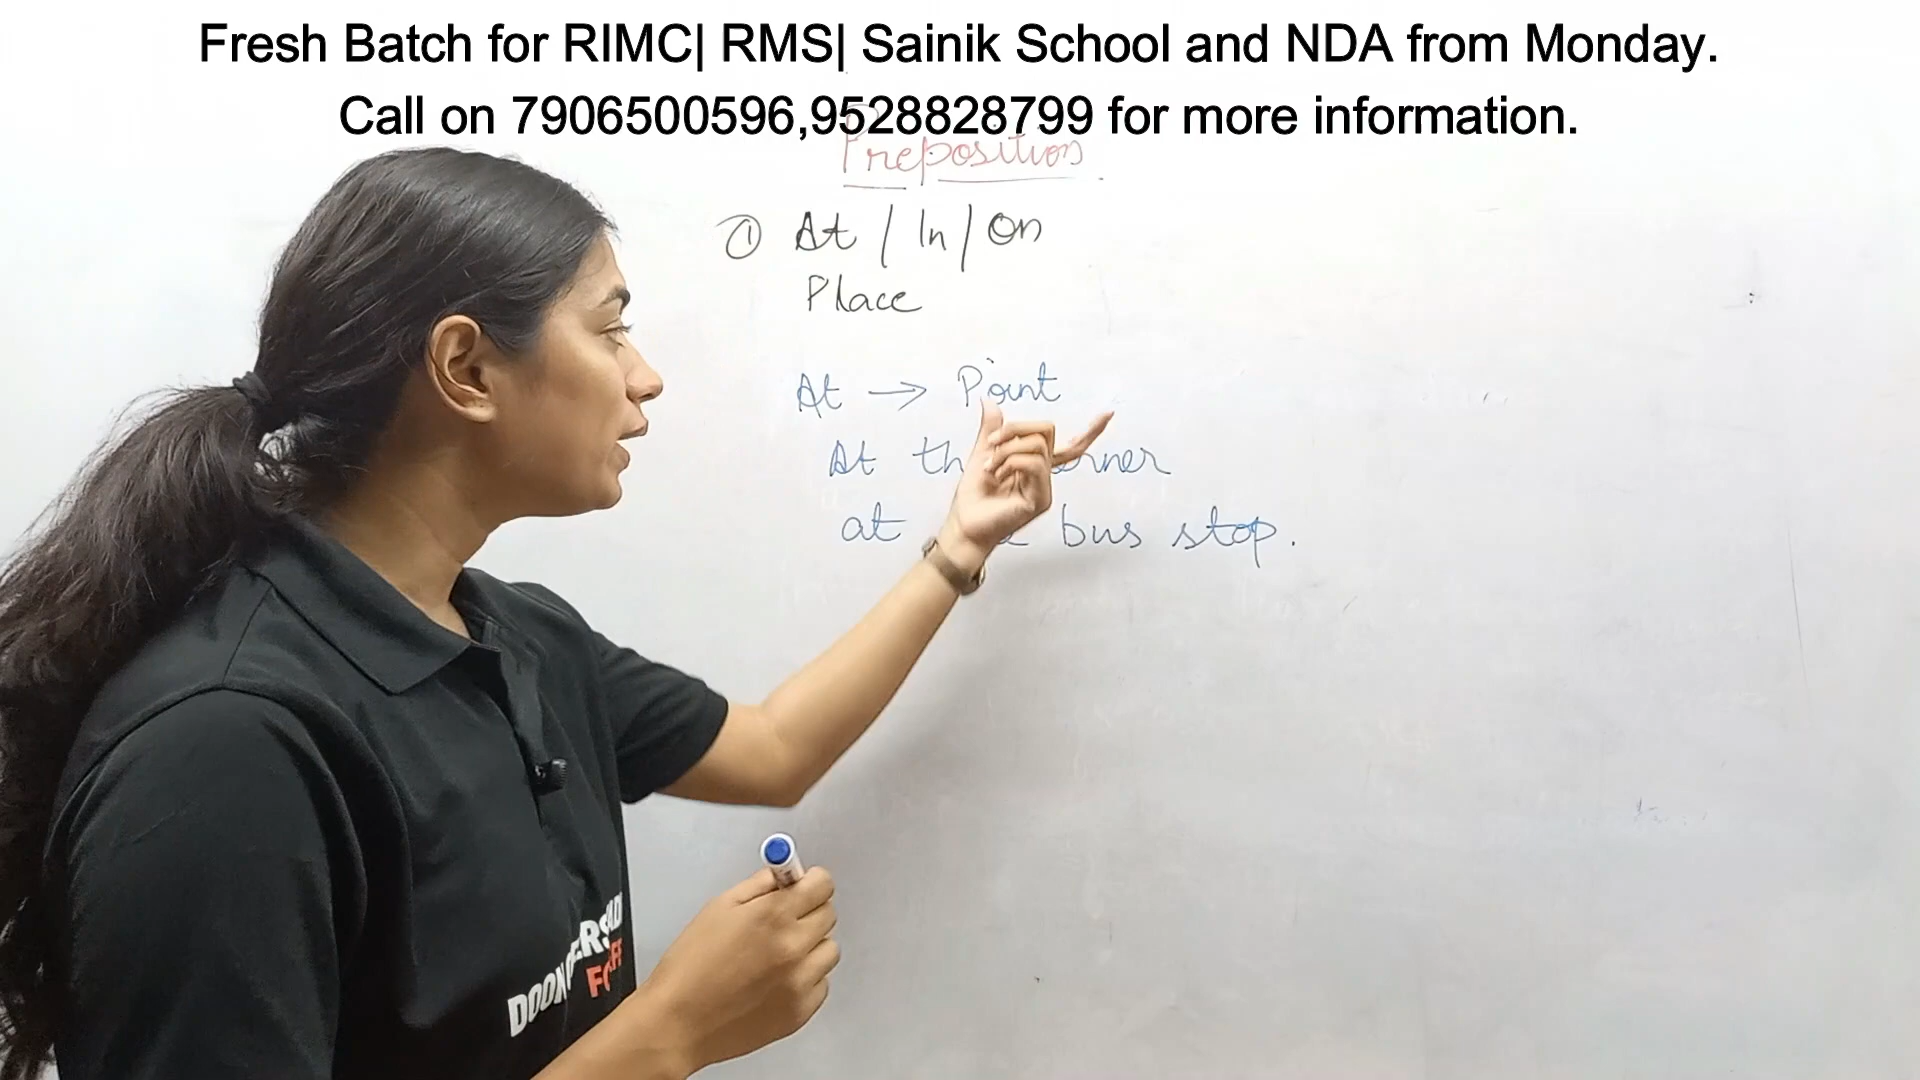 Fresh Batch for RIMC| RMS| Sainik School and NDA from Monday.
Call on 7906500596,9528828799 for more information.
Preposition
① At / In / On
Place
At → Point
At
at bus stop.